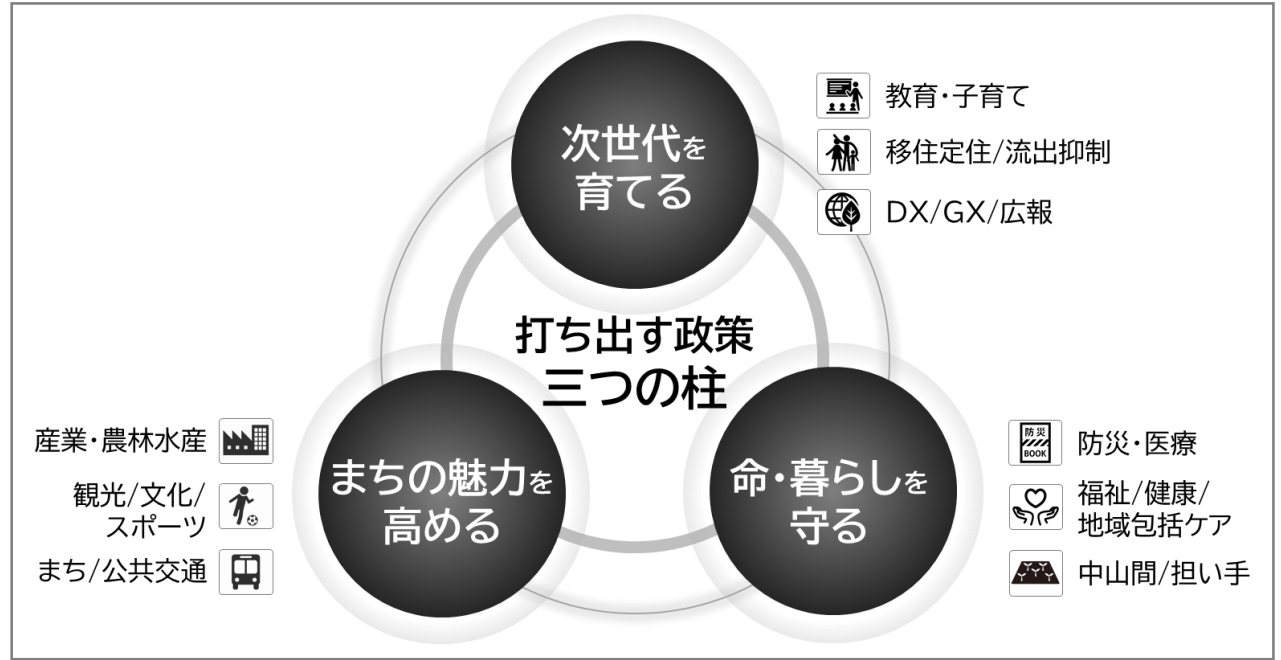 次世代を
育てる
教育・子育て
移住定住/流出抑制
DX/GX/広報
打ち出す政策
三つの柱
まちの魅力を
高める
産業・農林水産
観光/文化/
スポーツ
まち/公共交通
命・暮らしを
守る
防災
BOOK
防災・医療
福祉/健康/
地域包括ケア
中山間/担い手